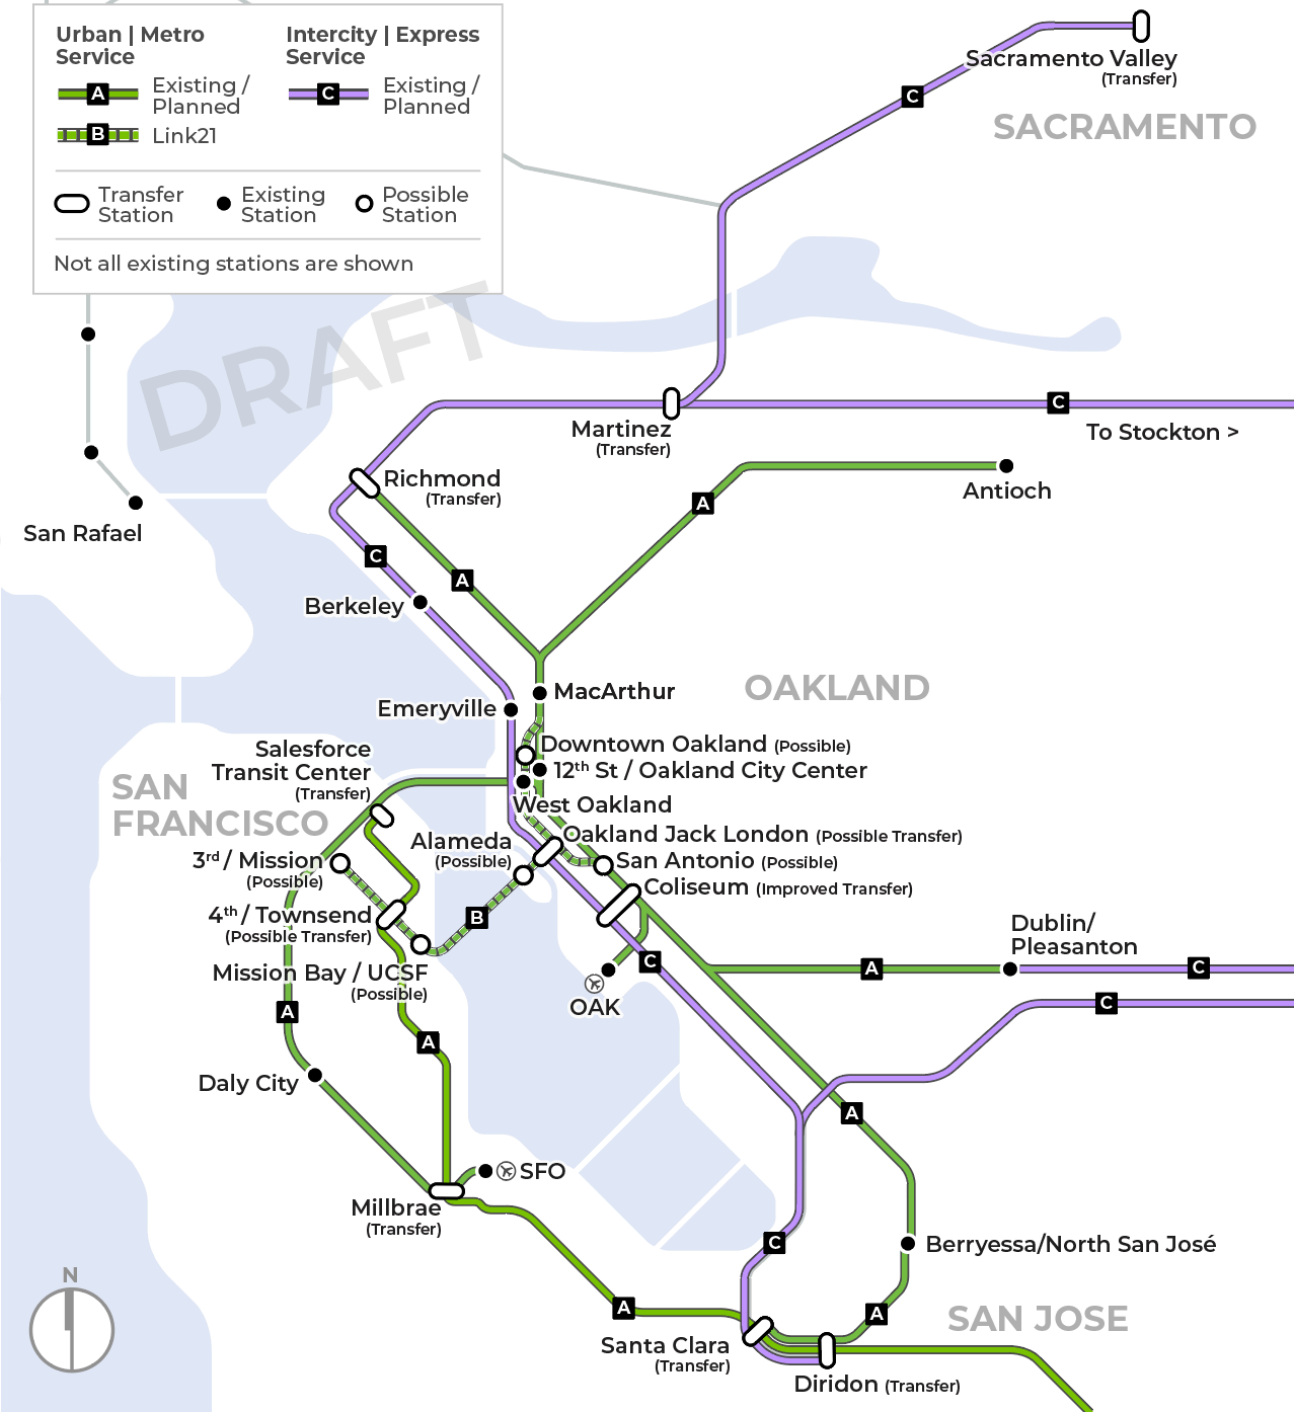 Urban | Metro
Service
Intercity | Express
Service
A
Existing /
Planned
C
Existing /
Planned
B
Link21
Transfer
Station
Existing
Station
Possible
Station
Not all existing stations are shown
DRAFT
Sacramento Valley
(Transfer)
C
SACRAMENTO
Martinez
(Transfer)
C
To Stockton >
Richmond
(Transfer)
A
Antioch
San Rafael
C
A
Berkeley
MacArthur
OAKLAND
Emeryville
Downtown Oakland (Possible)
12th St / Oakland City Center
Salesforce
Transit Center
(Transfer)
SAN
FRANCISCO
West Oakland
Oakland Jack London (Possible Transfer)
Alameda
(Possible)
San Antonio (Possible)
3rd / Mission
(Possible)
Coliseum (Improved Transfer)
4th / Townsend
(Possible Transfer)
B
Dublin/
Pleasanton
C
A
C
Mission Bay / UCSF
(Possible)
OAK
C
A
A
Daly City
A
SFO
Millbrae
(Transfer)
C
Berryessa/North San José
N
A
A
SAN JOSE
Santa Clara
(Transfer)
Diridon (Transfer)